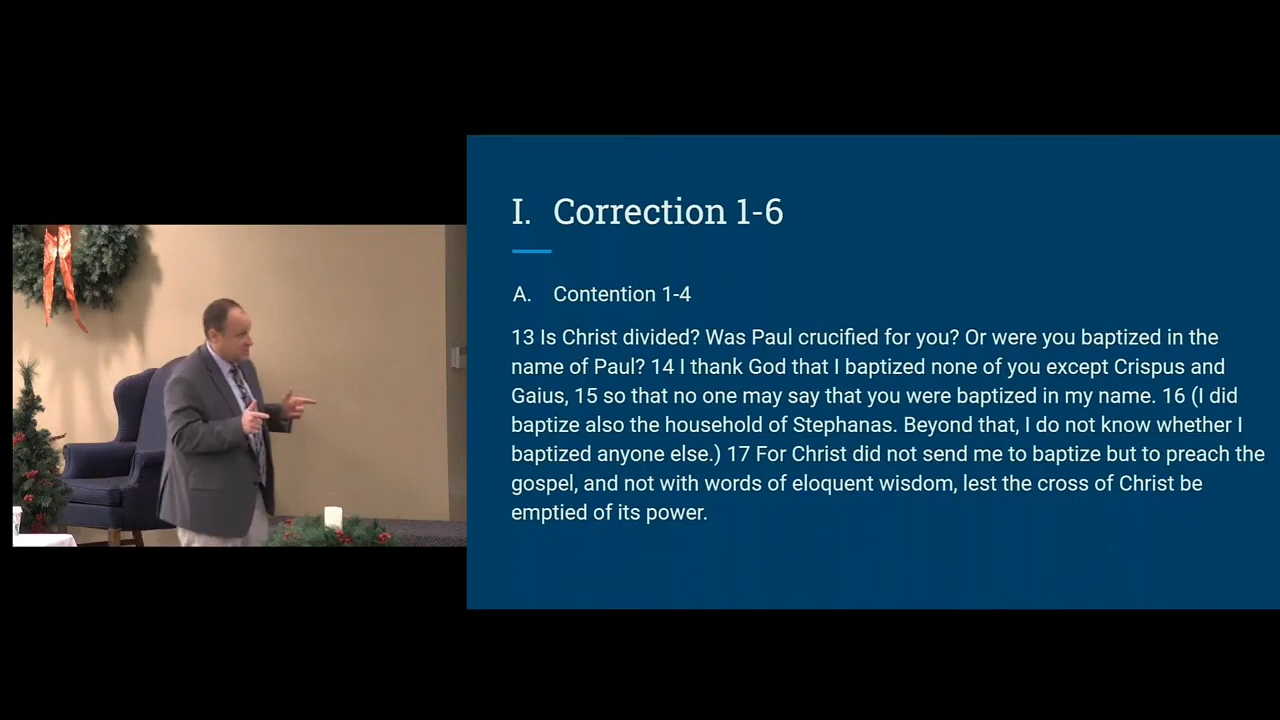 I. Correction 1-6
A. Contention 1-4
13 Is Christ divided? Was Paul crucified for you? Or were you baptized in the
name of Paul? 14 I thank God that I baptized none of you except Crispus and
Gaius, 15 so that no one may say that you were baptized in my name. 16 (I did
baptize also the household of Stephanas. Beyond that, I do not know whether I
baptized anyone else.) 17 For Christ did not send me to baptize but to preach the
gospel, and not with words of eloquent wisdom, lest the cross of Christ be
emptied of its power.